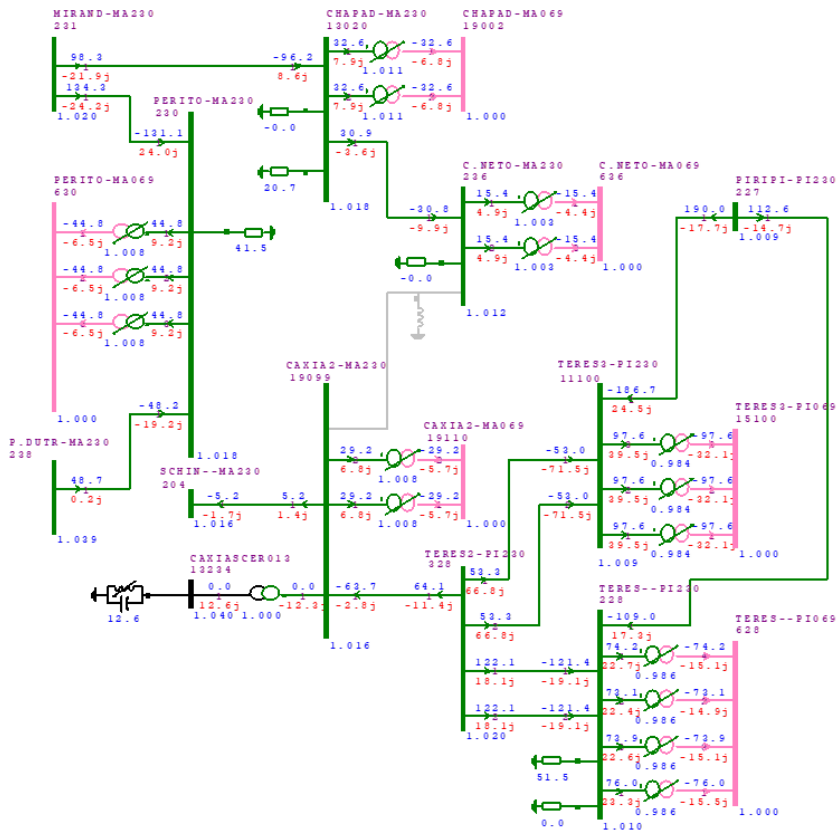 MIRAND-MA230
231
98.3
-21.9j
134.3
-24.2j
1.020
CHAPAD-MA230
13020
-96.2
8.6j
32.6
7.9j
1.011
-32.6
-6.8j
32.6
7.9j
1.011
-32.6
-6.8j
CHAPAD-MA069
19002
1.000
-0.0
20.7
30.9
-3.6j
1.018
PERITO-MA230
230
-131.1
24.0j
PERITO-MA069
630
-44.8
-6.5j
44.8
9.2j
1.008
-44.8
-6.5j
44.8
9.2j
1.008
-44.8
-6.5j
44.8
9.2j
1.008
1.000
41.5
-48.2
-19.2j
1.018
C.NETO-MA230
236
-30.8
-9.9j
15.4
4.9j
1.003
-15.4
-4.4j
15.4
4.9j
1.003
-15.4
-4.4j
-0.0
1.012
C.NETO-MA069
636
1.000
PIRIPI-PI230
227
190.0
-17.7j
112.6
-14.7j
1.009
P.DUTR-MA230
238
48.7
0.2j
1.039
SCHIN--MA230
204
-5.2
-1.7j
1.016
CAXIA2-MA230
19099
5.2
1.4j
29.2
6.8j
1.008
-29.2
-5.7j
29.2
6.8j
1.008
-29.2
-5.7j
CAXIA2-MA069
19110
1.000
CAXIASCER013
13234
0.0
12.6j
1.040
1.000
0.0
-12.3j
12.6
-63.7
-2.8j
1.016
TERES2-PI230
328
64.1
-11.4j
53.3
66.8j
53.3
66.8j
122.1
18.1j
122.1
18.1j
1.020
TERES3-PI230
11100
-186.7
24.5j
-53.0
-71.5j
-53.0
-71.5j
97.6
39.5j
0.984
-97.6
-32.1j
97.6
39.5j
0.984
-97.6
-32.1j
97.6
39.5j
0.984
-97.6
-32.1j
1.009
TERES3-PI069
15100
1.000
TERES--PI230
228
-109.0
17.3j
-121.4
-19.1j
-121.4
-19.1j
74.2
22.7j
0.986
-74.2
-15.1j
73.1
22.4j
0.986
-73.1
-14.9j
73.9
22.6j
0.986
-73.9
-15.1j
76.0
23.3j
0.986
-76.0
-15.5j
51.5
0.0
1.010
TERES--PI069
628
1.000